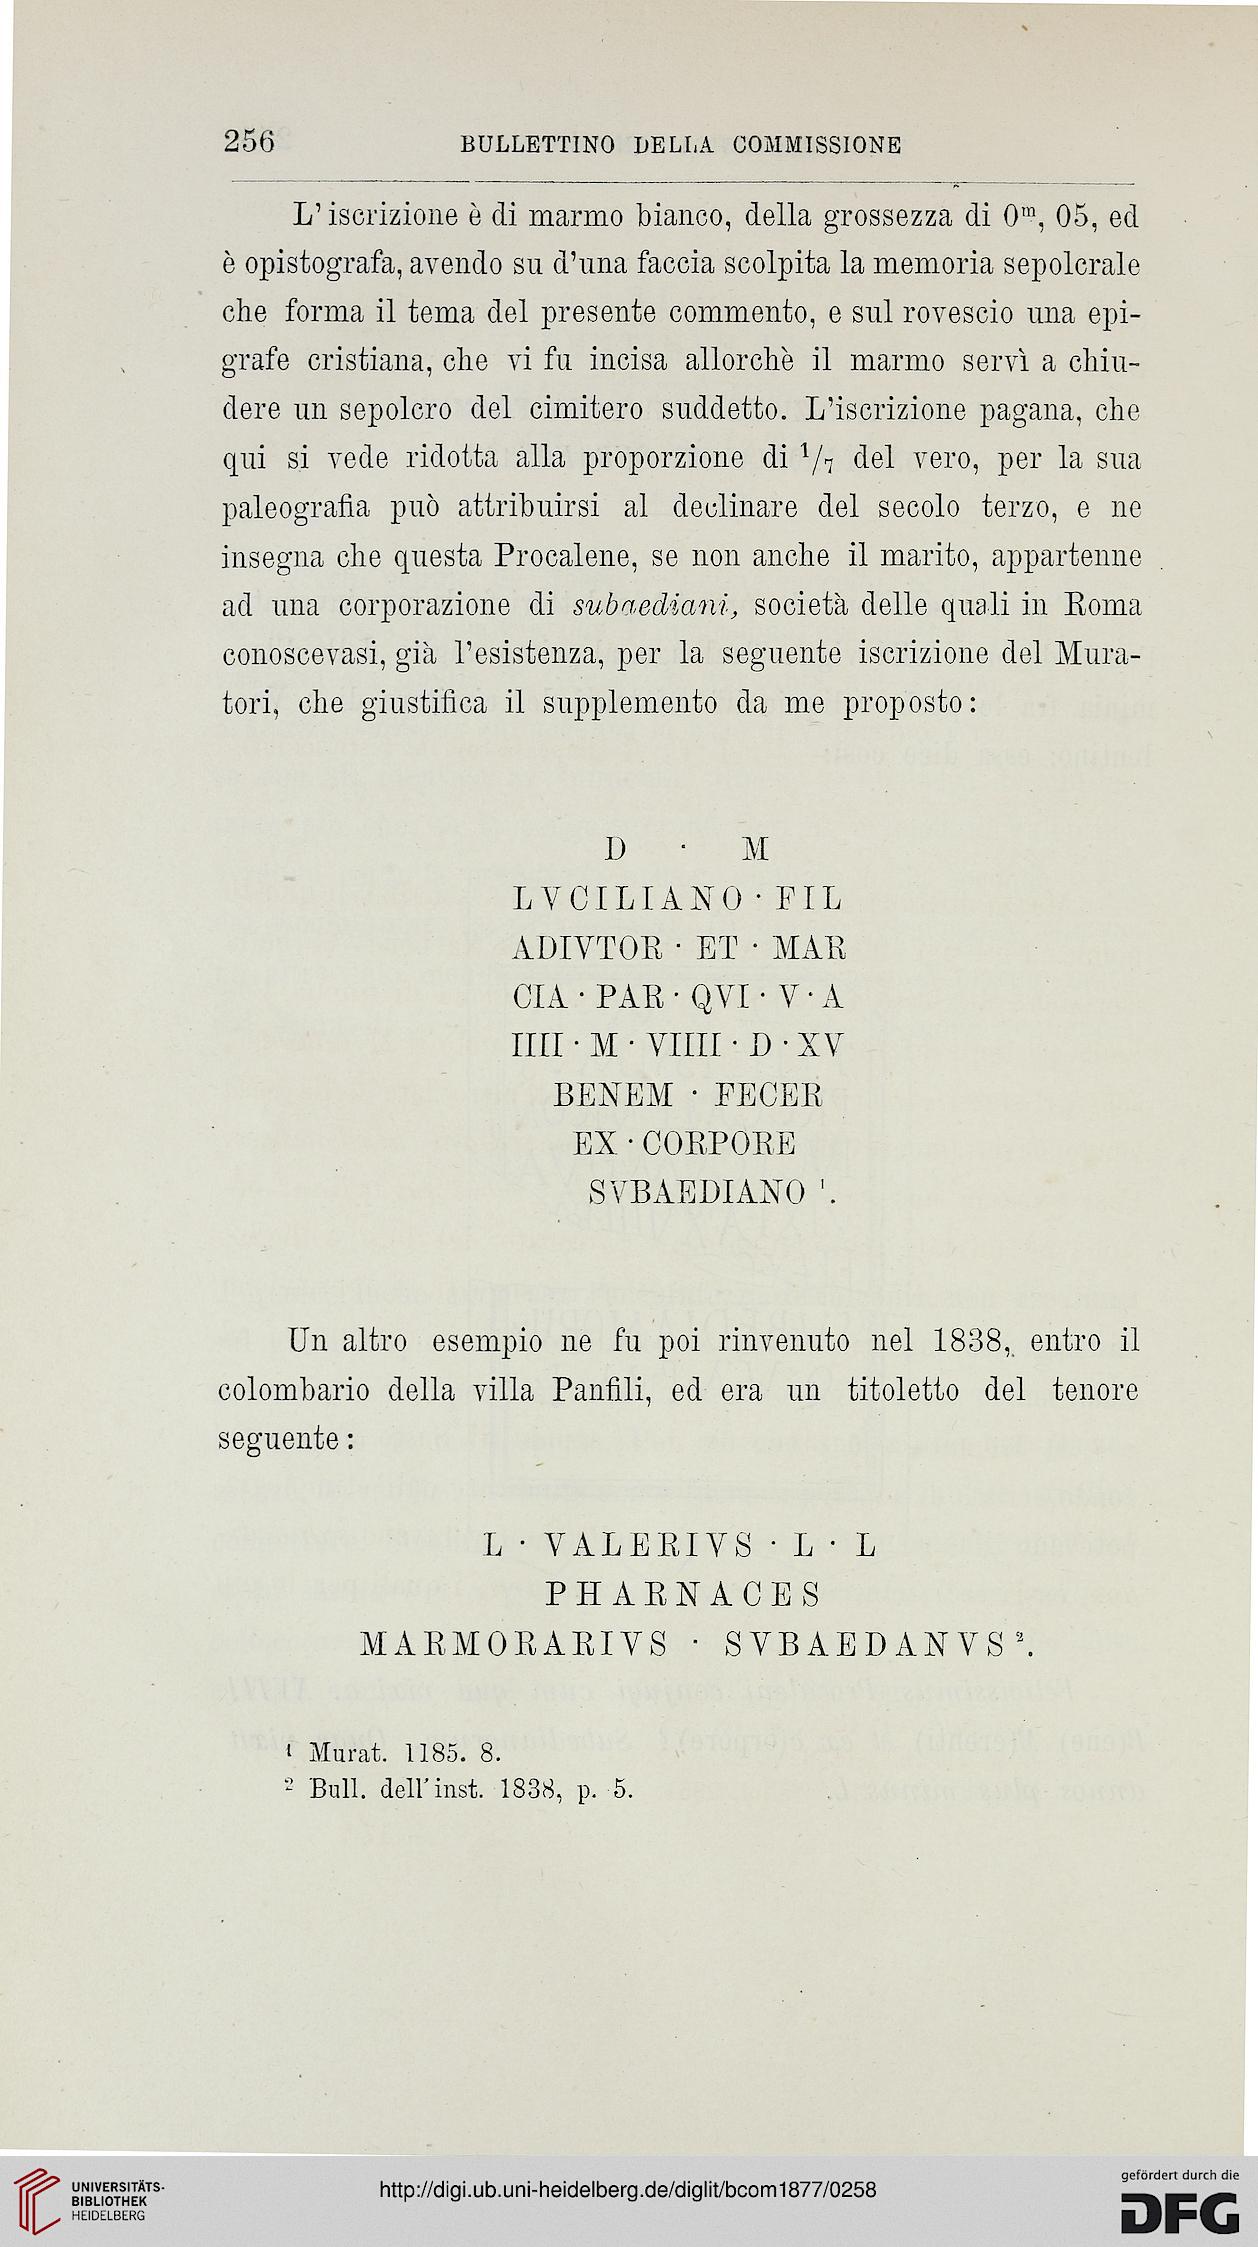 256 BULLETTINO DELLA COMMISSIONE
L’ iscrizione è di marmo bianco, della grossezza di 0ᵐ, 05, ed
è opistografa, avendo su d’una faccia scolpita la memoria sepolcrale
che forma il tema del presente commento, e sul rovescio una epi-
grafe cristiana, che vi fu incisa allorchè il marmo servì a chiu-
dere un sepolcro del cimitero suddetto. L’iscrizione pagana, che
qui si vede ridotta alla proporzione di ¹/₇ del vero, per la sua
paleografia può attribuirsi al declinare del secolo terzo, e ne
insegna che questa Procalene, se non anche il marito, appartenne
ad una corporazione di subaediani, società delle quali in Roma
conoscevasi, già l’esistenza, per la seguente iscrizione del Mura-
tori, che giustifica il supplemento da me proposto:
D · M
LVCILIANO · FIL
ADIVTOR · ET · MAR
CIA · PAR · QVI · V · A
IIII · M · VIIII · D · XV
BENEM · FECER
EX · CORPORE
SVBAEDIANO ¹.
Un altro esempio ne fu poi rinvenuto nel 1838, entro il
colombario della villa Panfili, ed era un titoletto del tenore
seguente:
L · VALERIVS · L · L
PHARNACES
MARMORARIVS · SVBAEDANVS ².
¹ Murat. 1185. 8.
² Bull. dell’inst. 1838, p. 5.
UNIVERSITÄTS-
BIBLIOTHEK
HEIDELBERG
http://digi.ub.uni-heidelberg.de/diglit/bcom1877/0258
gefördert durch die
DFG